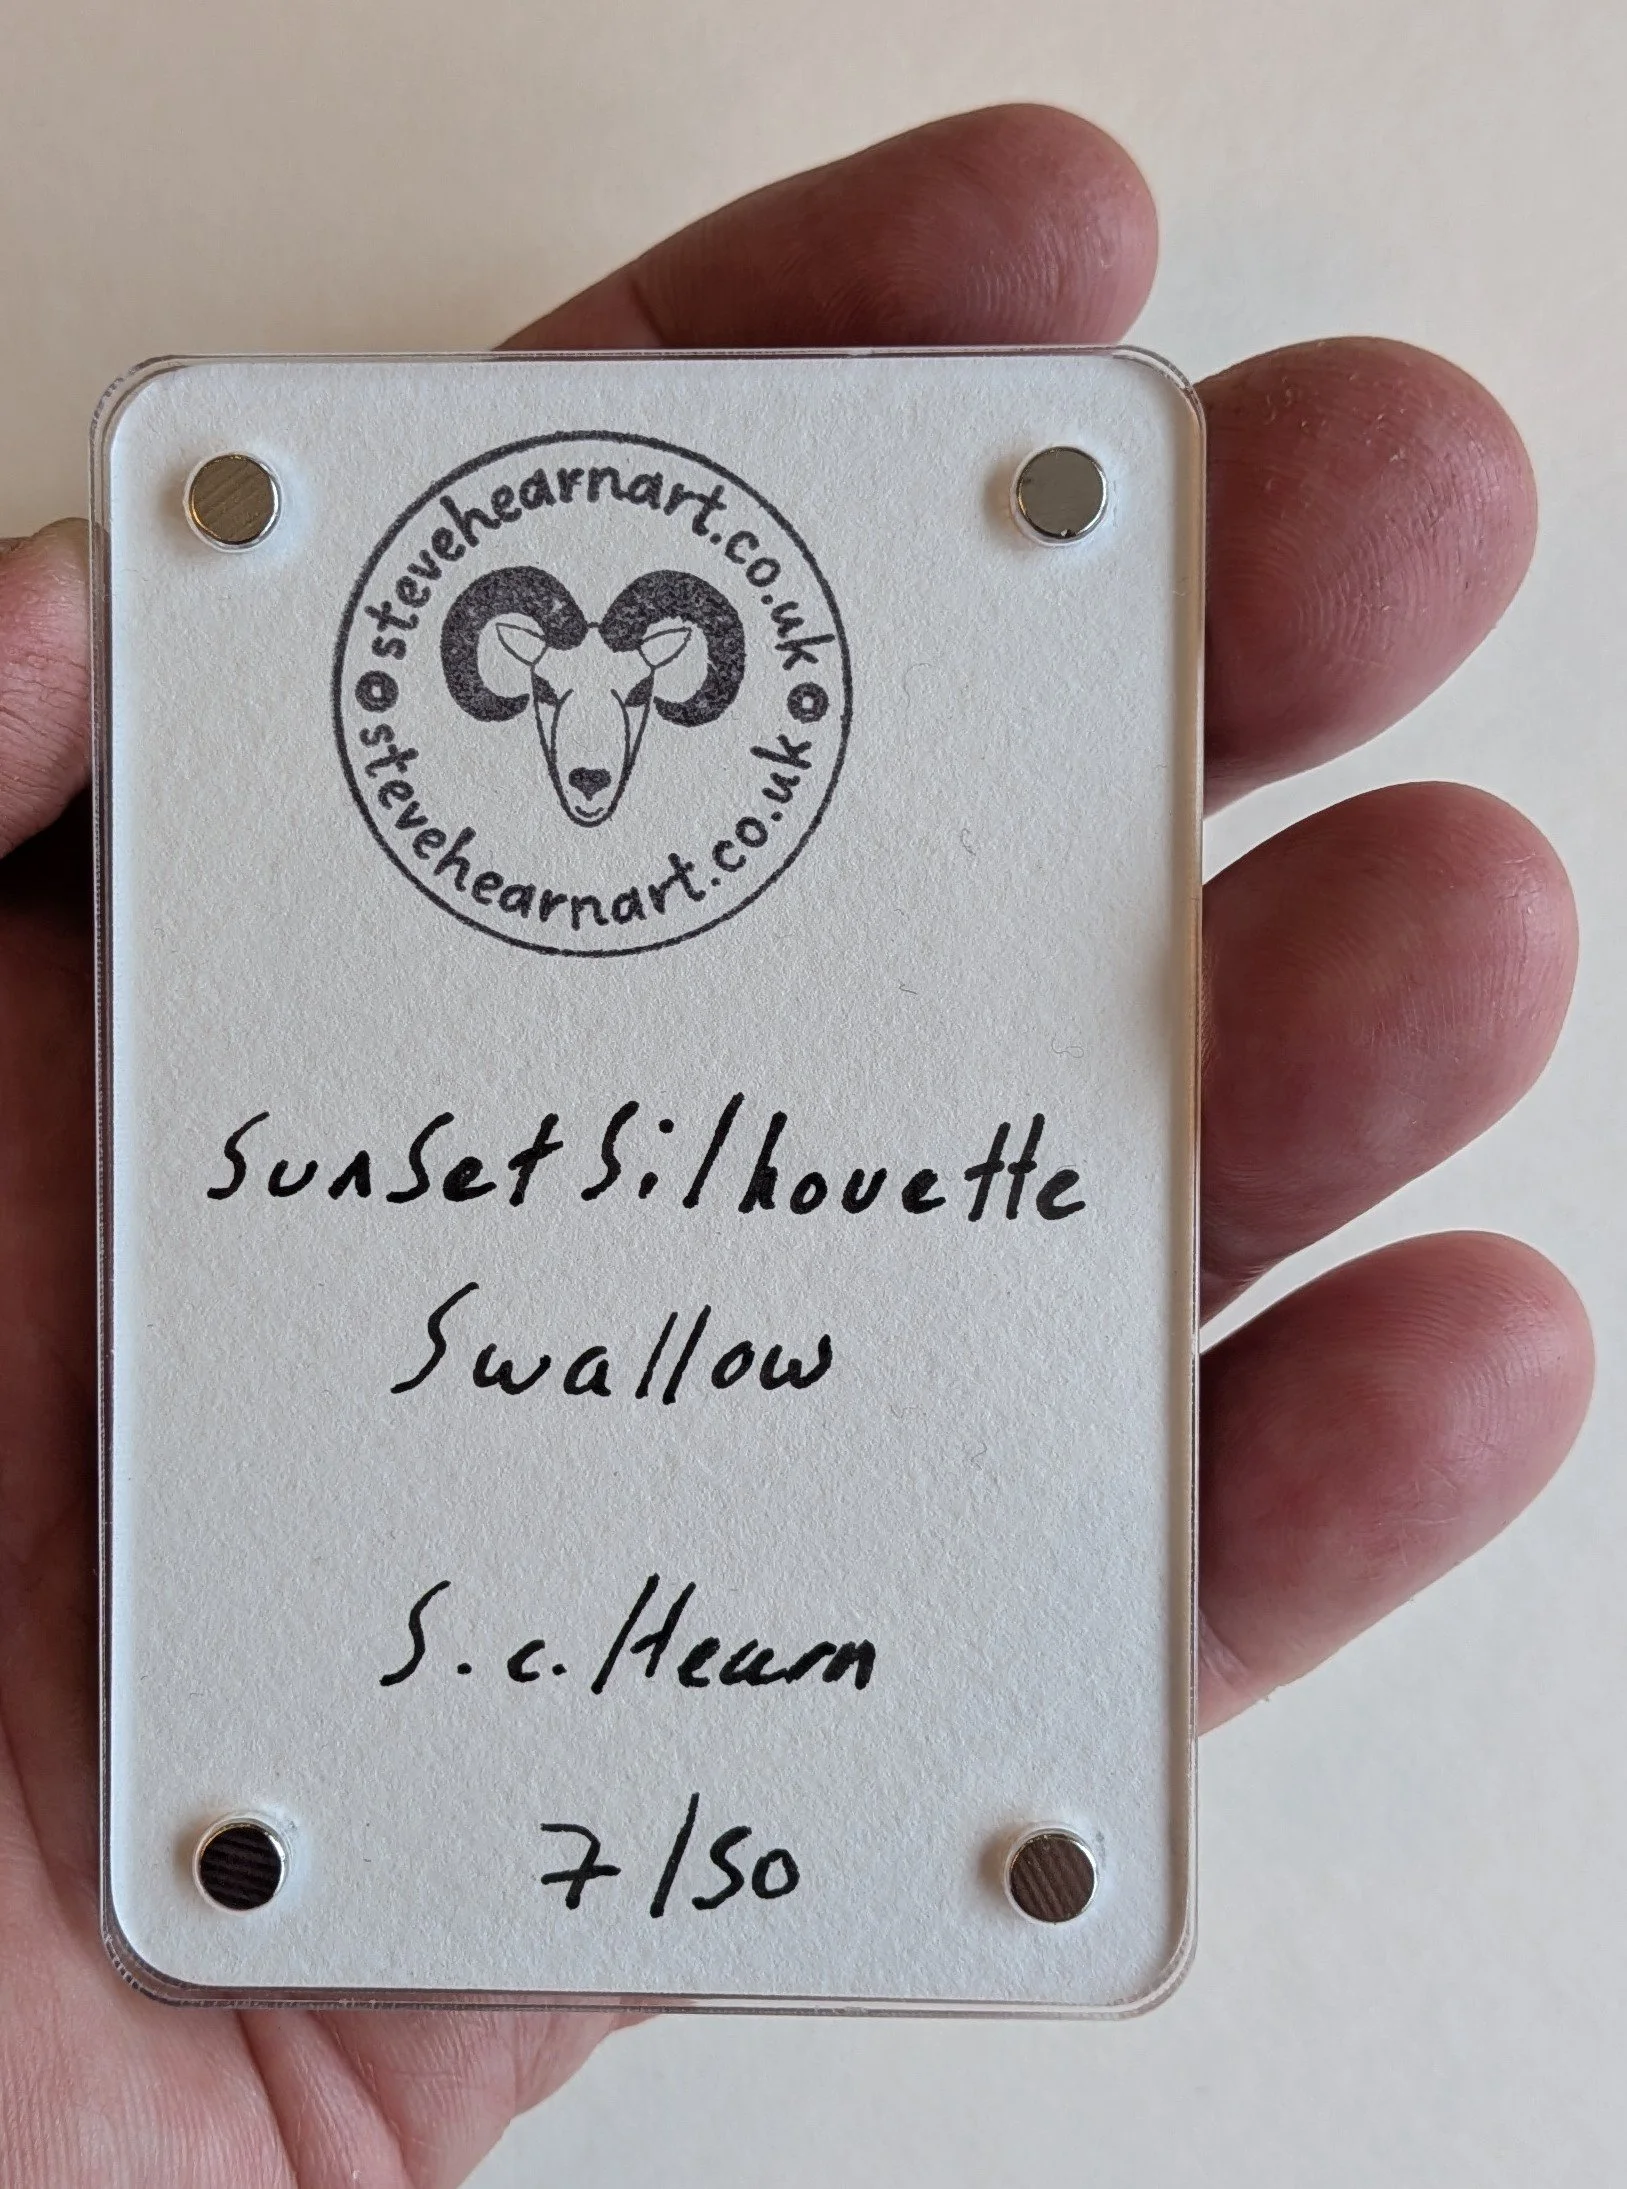 stevehearnart.co.uk
stevehearnart.co.uk
SunSet Silhouette
Swallow
S.c. Hearn
7/50